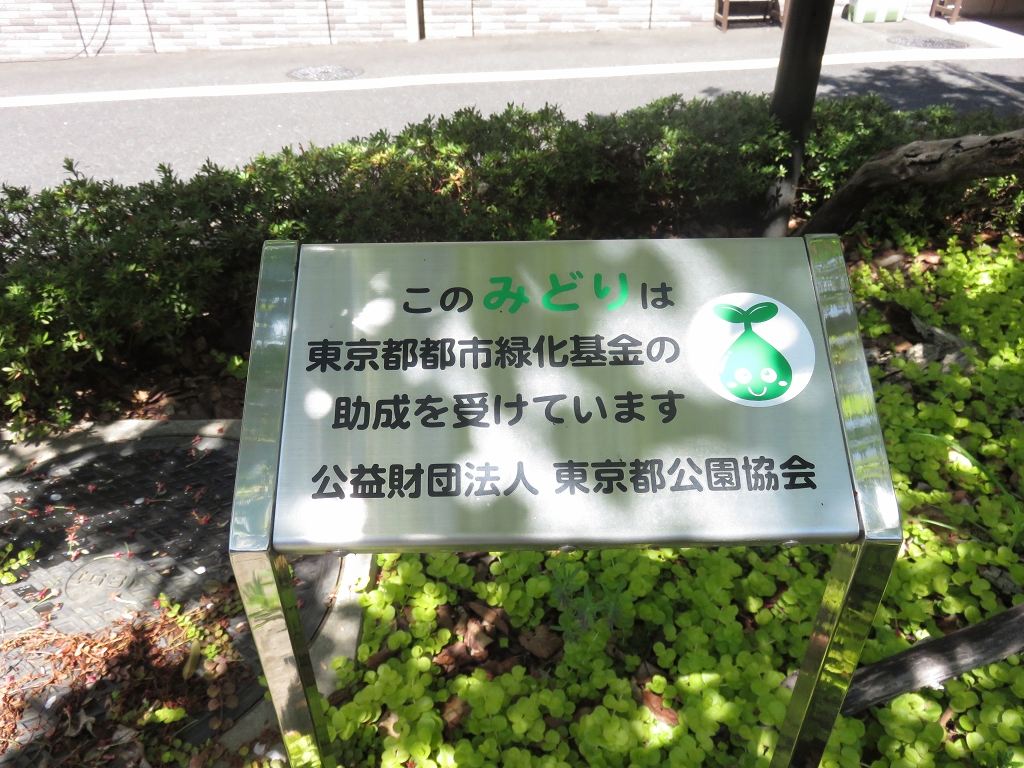 このみどりは
東京都都市緑化基金の
助成を受けています
公益財団法人 東京都公園協会